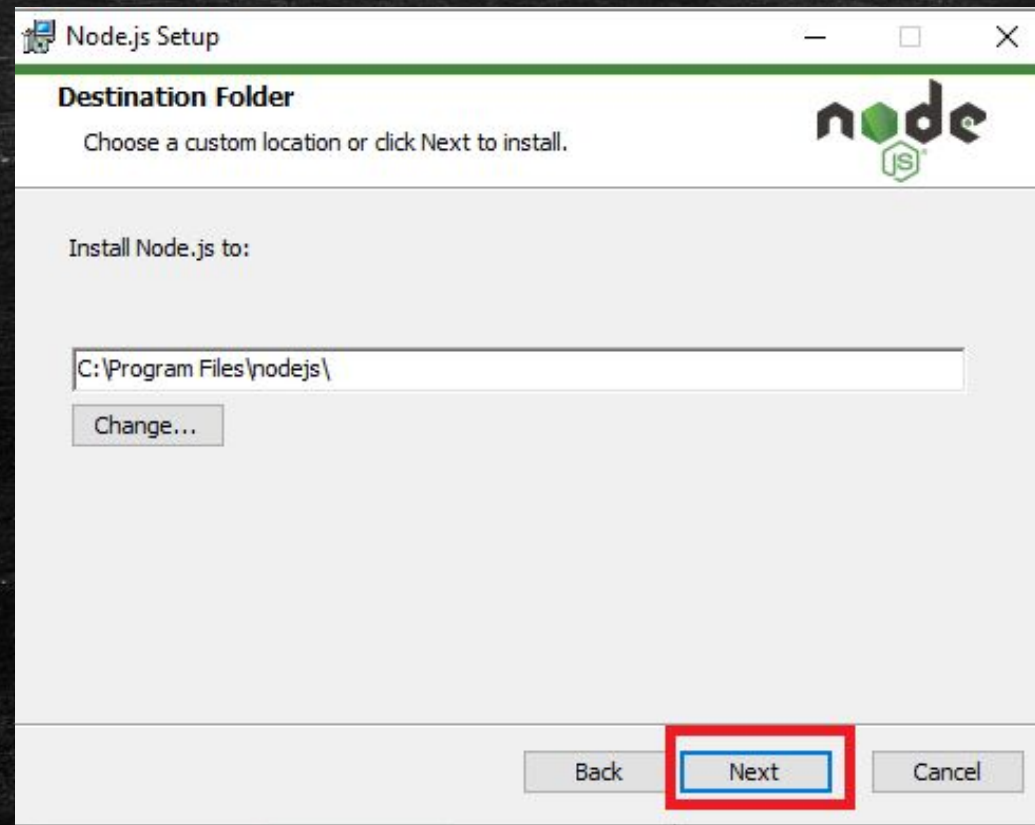 Node.js Setup
Destination Folder
Choose a custom location or click Next to install.
node
JS
Install Node.js to:
C:\Program Files\nodejs\
Change...
Back
Next
Cancel